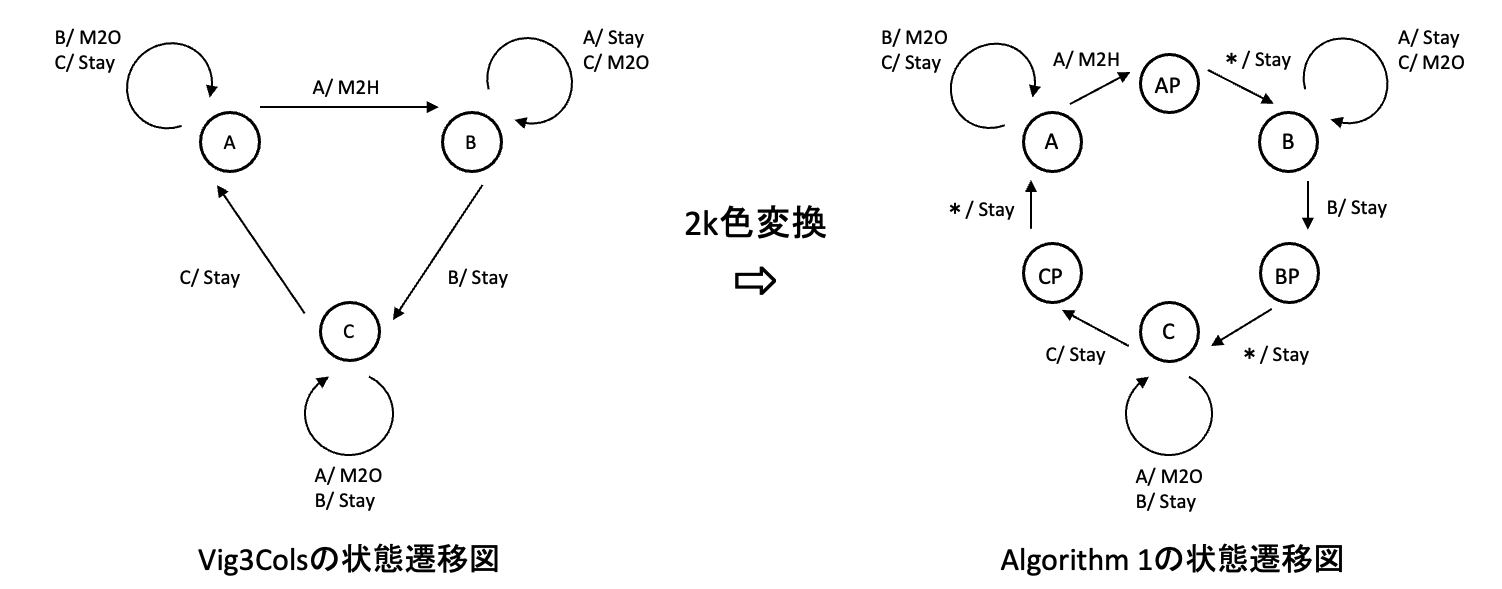 B/ M2O
C/ Stay
A/ M2H
A/ Stay
C/ M2O
A
B
C/ Stay
B/ Stay
C
A/ M2O
B/ Stay
Vig3Colsの状態遷移図
2k色変換
⇨
B/ M2O
C/ Stay
A/ M2H
AP
*/ Stay
A/ Stay
C/ M2O
A
B
*/ Stay
B/ Stay
CP
BP
C/ Stay
C
*/ Stay
A/ M2O
B/ Stay
Algorithm 1の状態遷移図